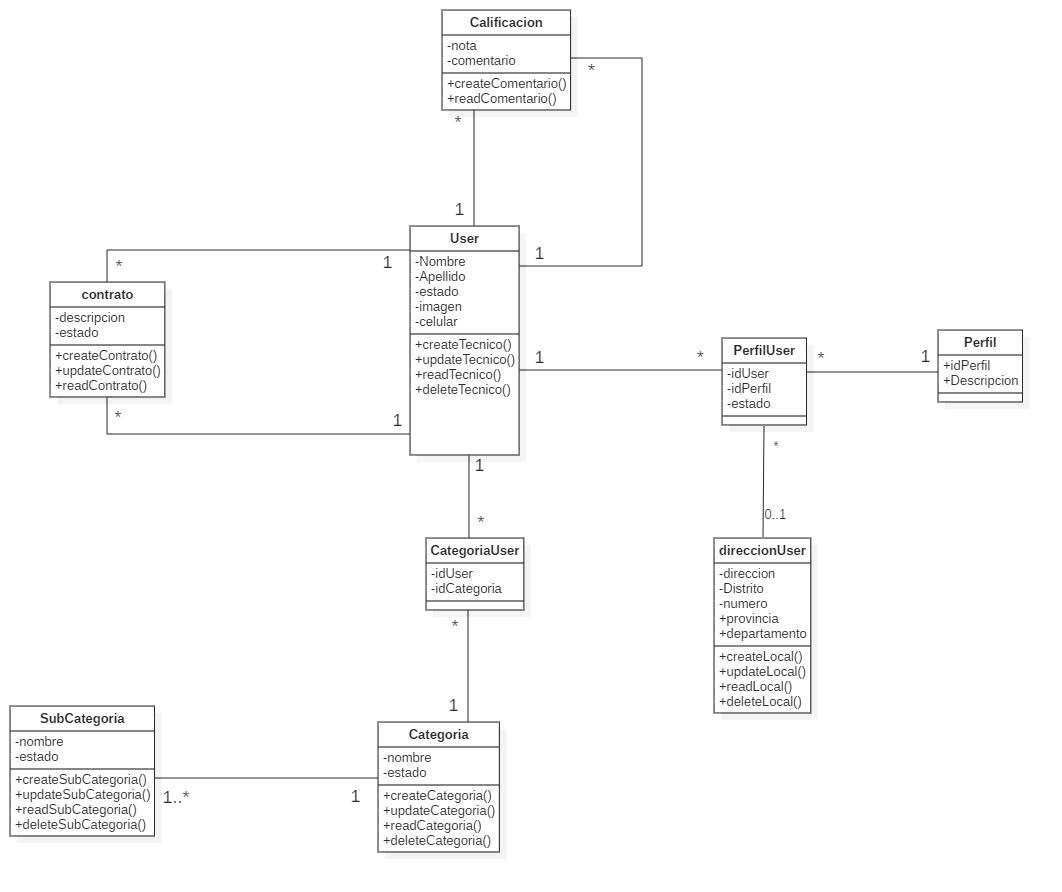 Calificacion
-nota
-comentario
+createComentario()
+readComentario()
*
*
1
User
-Nombre
-Apellido
-estado
-imagen
-celular
+createTecnico()
+updateTecnico()
+readTecnico()
+deleteTecnico()
1
1
*
contrato
-descripcion
-estado
+createContrato()
+updateContrato()
+readContrato()
*
1
1
*
PerfilUser
-idUser
-idPerfil
-estado
*
1
Perfil
+idPerfil
+Descripcion
*
0..1
direccionUser
-direccion
-Distrito
-numero
+provincia
+departamento
+createLocal()
+updateLocal()
+readLocal()
+deleteLocal()
1
*
CategoriaUser
-idUser
-idCategoria
*
1
SubCategoria
-nombre
-estado
+createSubCategoria()
+updateSubCategoria()
+readSubCategoria()
+deleteSubCategoria()
1..*
1
Categoria
-nombre
-estado
+createCategoria()
+updateCategoria()
+readCategoria()
+deleteCategoria()